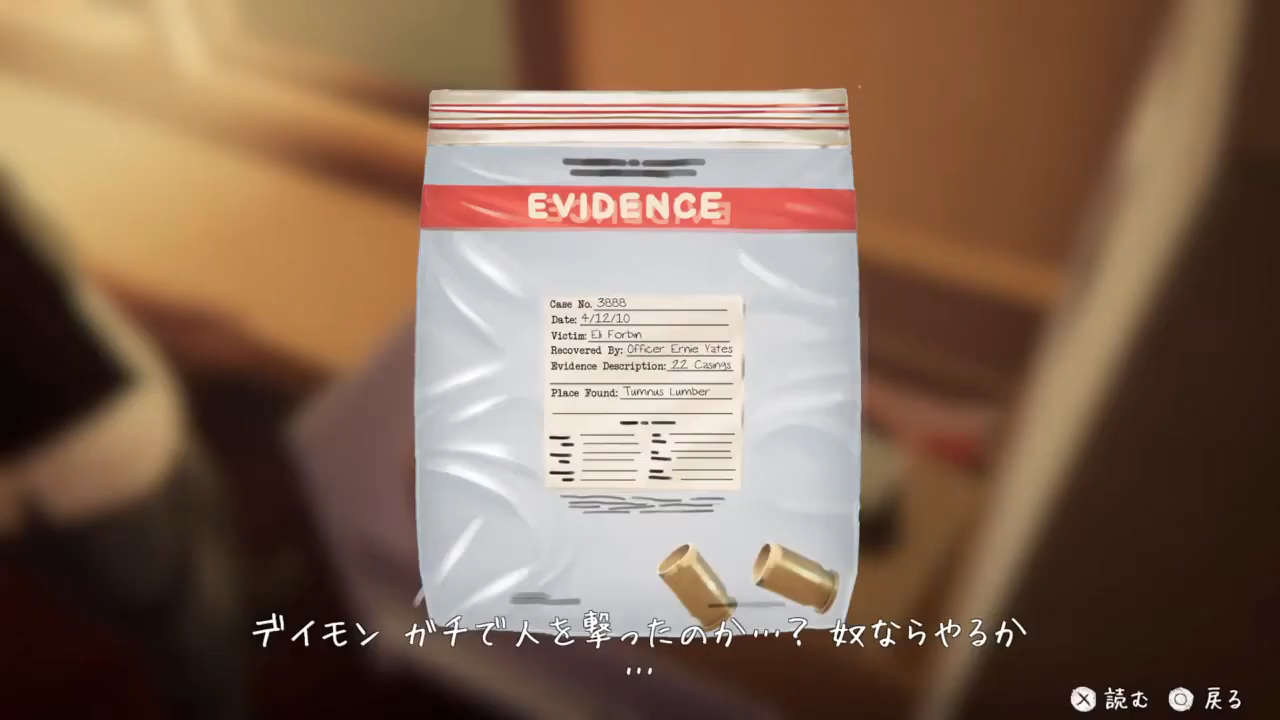 EVIDENCE
Case No. 3888
Date: 4/12/10
Victim: Eli Forbin
Recovered By: Officer Ernie Yates
Evidence Description: 22 Casings
Place Found: Tumnus Lumber
デイモン ガチで人を撃ったのか…？ 奴ならやるか
…
読む 戻る